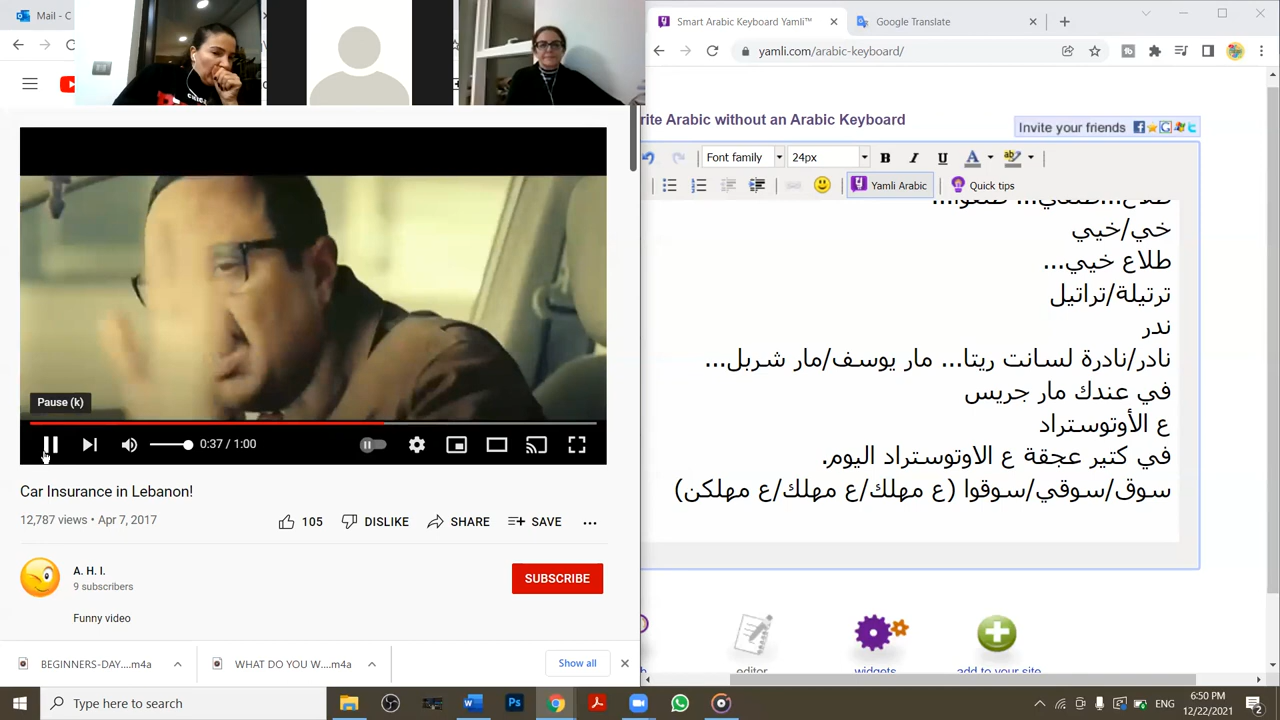 Mail - C
Smart Arabic Keyboard Yamli™
Google Translate
yamli.com/arabic-keyboard/
rite Arabic without an Arabic Keyboard
Invite your friends
Font family
24px
B I U A ab
Yamli Arabic
Quick tips
خي/خيي
طلاع خيي...
ترتيلة/تراتيل
ندر
نادر/نادرة لسانت ريتا... مار يوسف/مار شربل...
في عندك مار جريس
ع الأوتوستراد
في كتير عجقة ع الاوتوستراد اليوم.
سوق/سوقي/سوقوا (ع مهلك/ع مهلك/ع مهلكن)
Pause (k)
0:37 / 1:00
Car Insurance in Lebanon!
12,787 views • Apr 7, 2017
105
DISLIKE
SHARE
SAVE
A. H. I.
9 subscribers
SUBSCRIBE
Funny video
editor
widgets
add to your site
BEGINNERS-DAY....m4a
WHAT DO YOU W....m4a
Show all
Type here to search
6:50 PM
12/22/2021
2